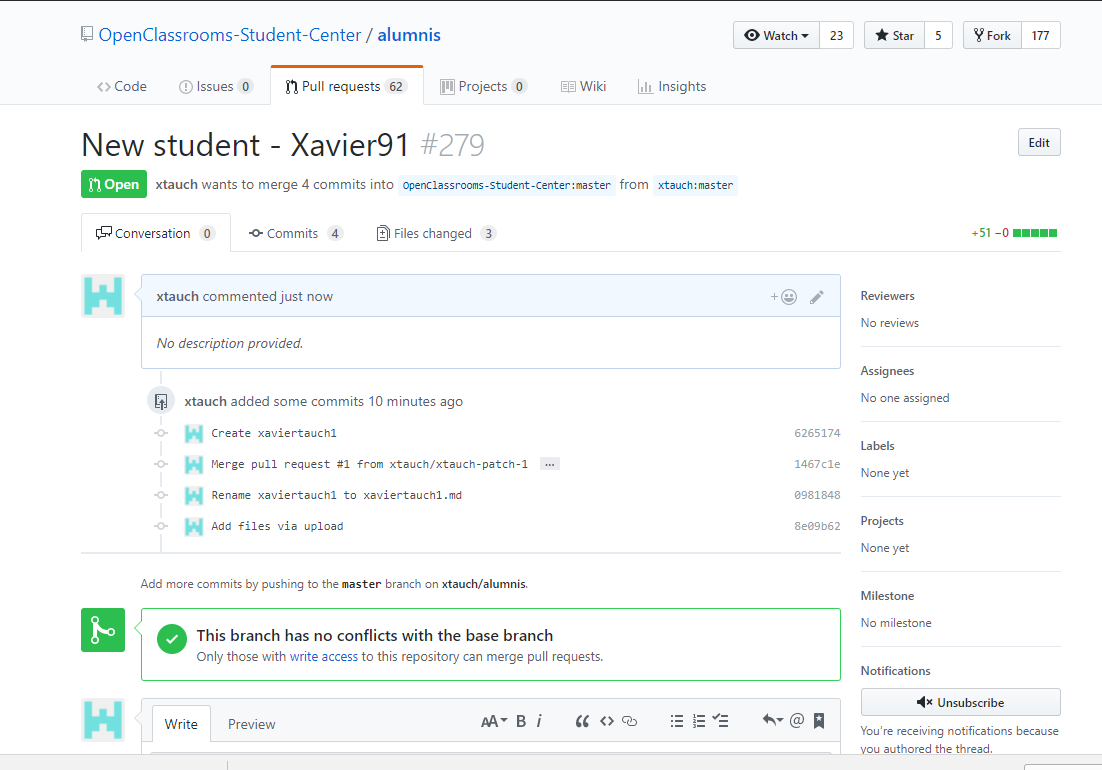 OpenClassrooms-Student-Center / alumnis
Watch 23 Star 5 Fork 177
Code Issues 0 Pull requests 62 Projects 0 Wiki Insights
New student - Xavier91 #279
Edit
Open xtauch wants to merge 4 commits into OpenClassrooms-Student-Center:master from xtauch:master
Conversation 0 Commits 4 Files changed 3 +51 −0
xtauch commented just now
No description provided.
xtauch added some commits 10 minutes ago
Create xaviertauch1 6265174
Merge pull request #1 from xtauch/xtauch-patch-1 … 1467c1e
Rename xaviertauch1 to xaviertauch1.md 0981848
Add files via upload 8e09b62
Add more commits by pushing to the master branch on xtauch/alumnis.
This branch has no conflicts with the base branch
Only those with write access to this repository can merge pull requests.
Write Preview AA B i
Reviewers
No reviews
Assignees
No one assigned
Labels
None yet
Projects
None yet
Milestone
No milestone
Notifications
Unsubscribe
You're receiving notifications because
you authored the thread.